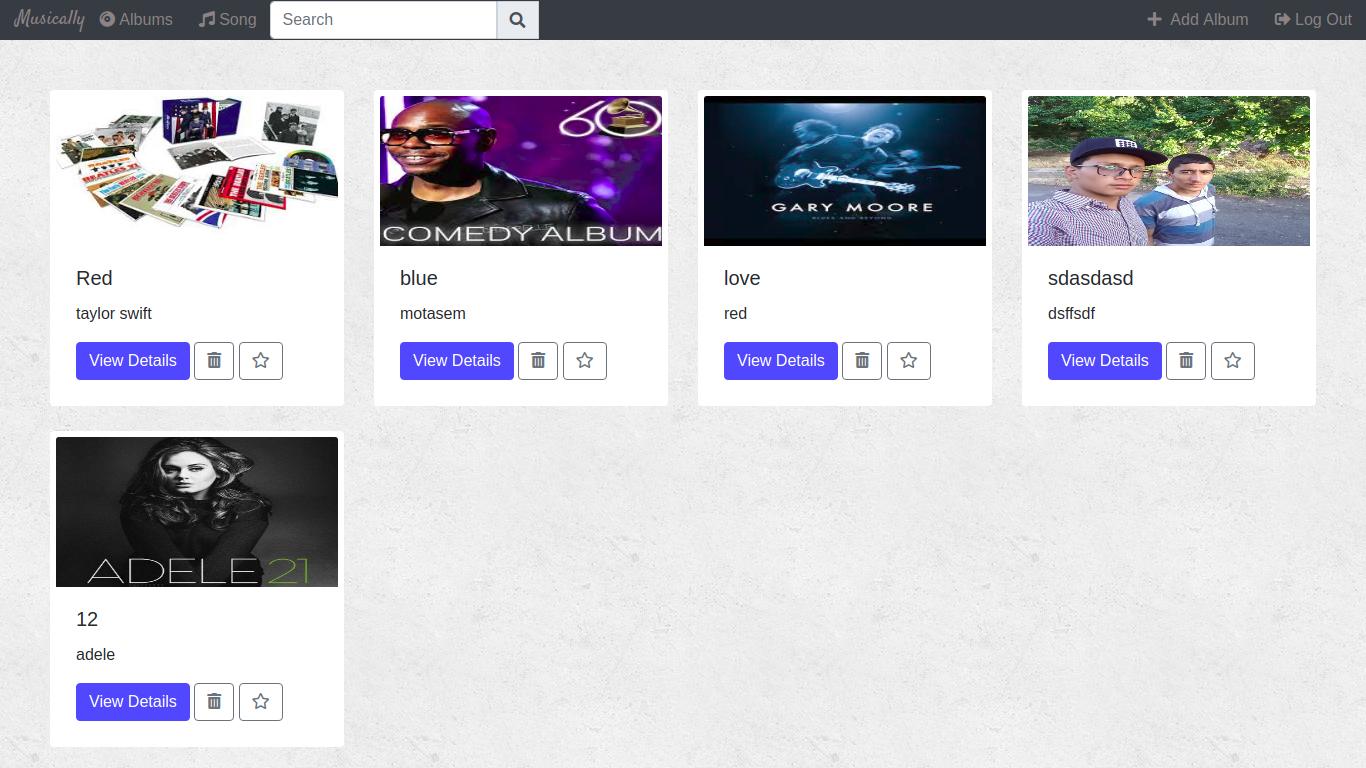 Musically Albums Song Search Add Album Log Out
60
COMEDY ALBUM
GARY MOORE
BLUES AND BEYOND
Red
blue
love
sdasdasd
taylor swift
motasem
red
dsffsdf
View Details
View Details
View Details
View Details
ADELE 21
12
adele
View Details